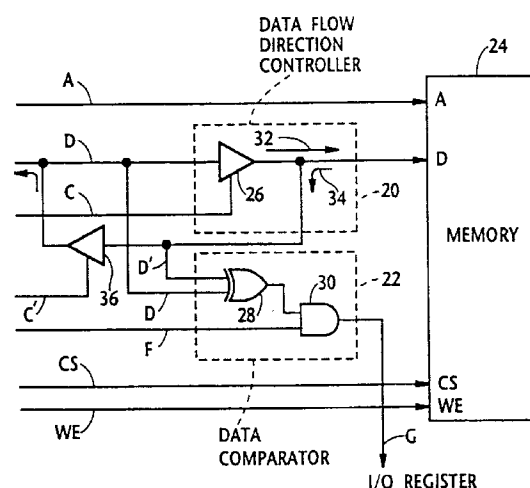 DATA FLOW
DIRECTION
CONTROLLER
24
A
A
D
32
D
26
34
20
C
MEMORY
D'
36
30
22
28
C'
D
F
CS
CS
WE
WE
DATA
COMPARATOR
G
I/O REGISTER